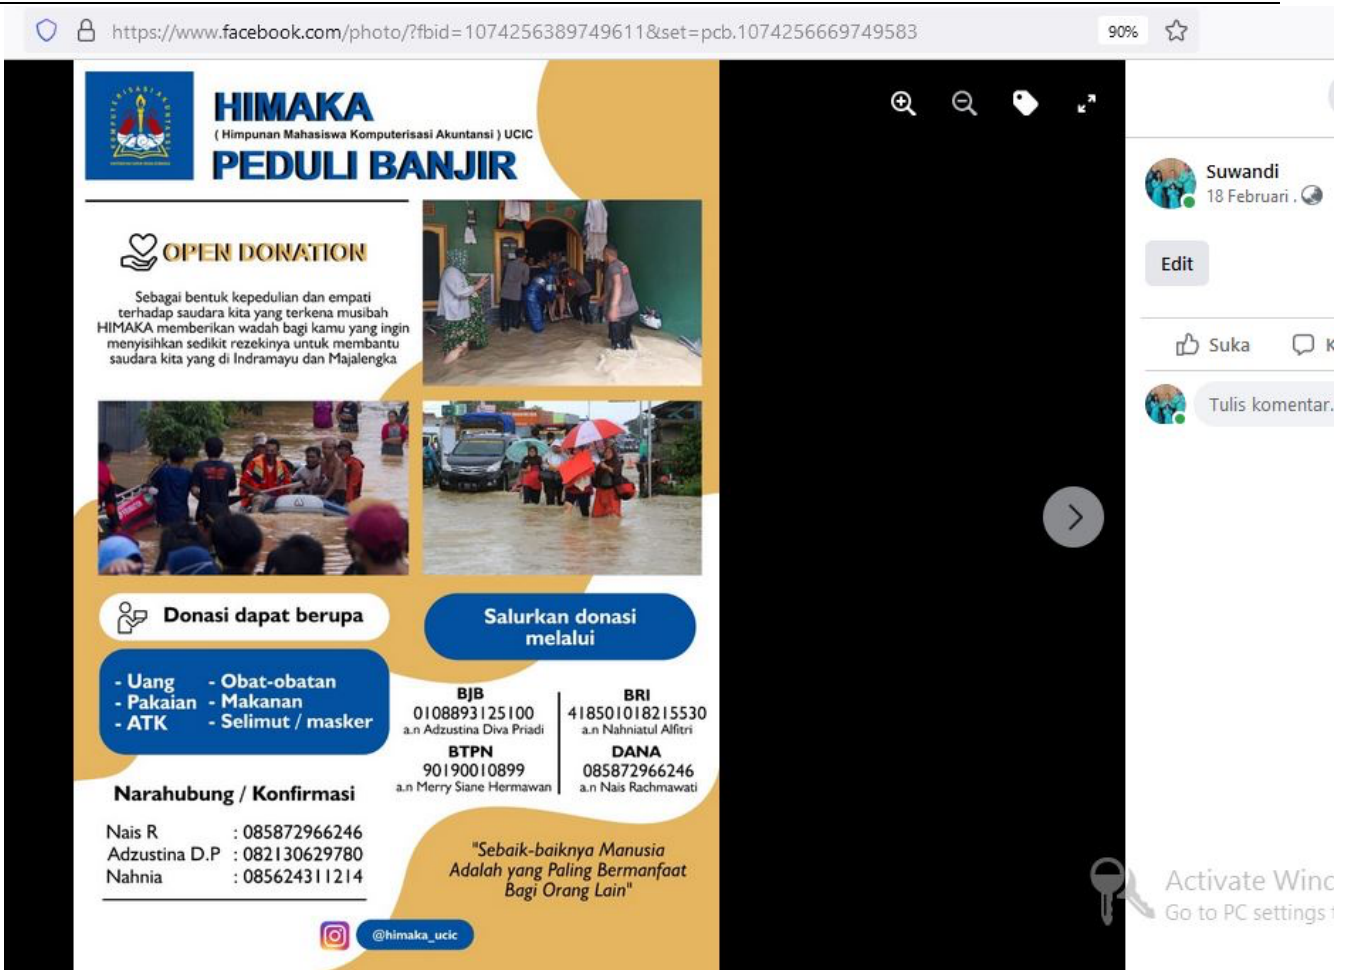 https://www.facebook.com/photo/?fbid=1074256389749611&set=pcb.1074256669749583
90%
HIMAKA
( Himpunan Mahasiswa Komputerisasi Akuntansi ) UCIC
PEDULI BANJIR
OPEN DONATION
Sebagai bentuk kepedulian dan empati
terhadap saudara kita yang terkena musibah
HIMAKA memberikan wadah bagi kamu yang ingin
menyisihkan sedikit rezekinya untuk membantu
saudara kita yang di Indramayu dan Majalengka
Donasi dapat berupa
- Uang
- Pakaian
- ATK
- Obat-obatan
- Makanan
- Selimut / masker
Salurkan donasi
melalui
BJB
0108893125100
a.n Adzustina Diva Priadi
BRI
418501018215530
a.n Nahniatul Alfitri
BTPN
90190010899
a.n Merry Siane Hermawan
DANA
085872966246
a.n Nais Rachmawati
Narahubung / Konfirmasi
Nais R : 085872966246
Adzustina D.P : 082130629780
Nahnia : 085624311214
"Sebaik-baiknya Manusia
Adalah yang Paling Bermanfaat
Bagi Orang Lain"
@himaka_ucic
Suwandi
18 Februari .
Edit
Suka
K
Tulis komentar.
Activate Winc
Go to PC settings